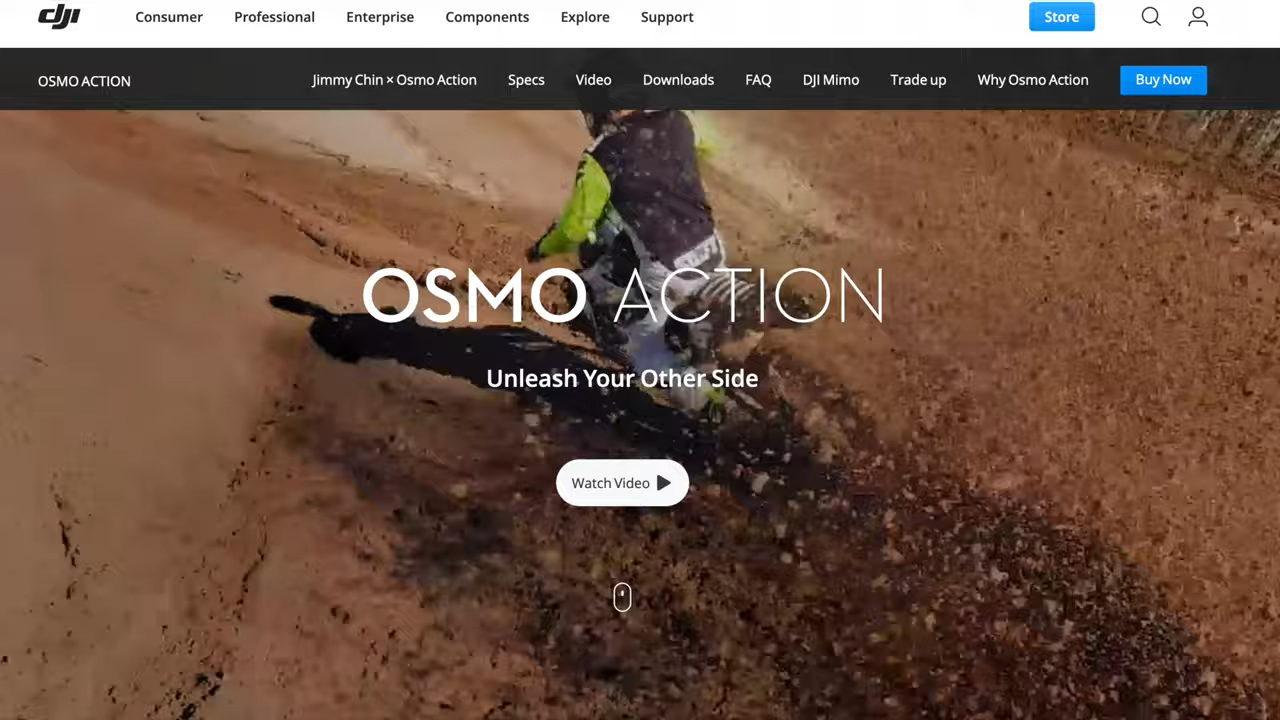 dji Consumer Professional Enterprise Components Explore Support Store
OSMO ACTION Jimmy Chin × Osmo Action Specs Video Downloads FAQ DJI Mimo Trade up Why Osmo Action Buy Now
OSMO ACTION
Unleash Your Other Side
Watch Video